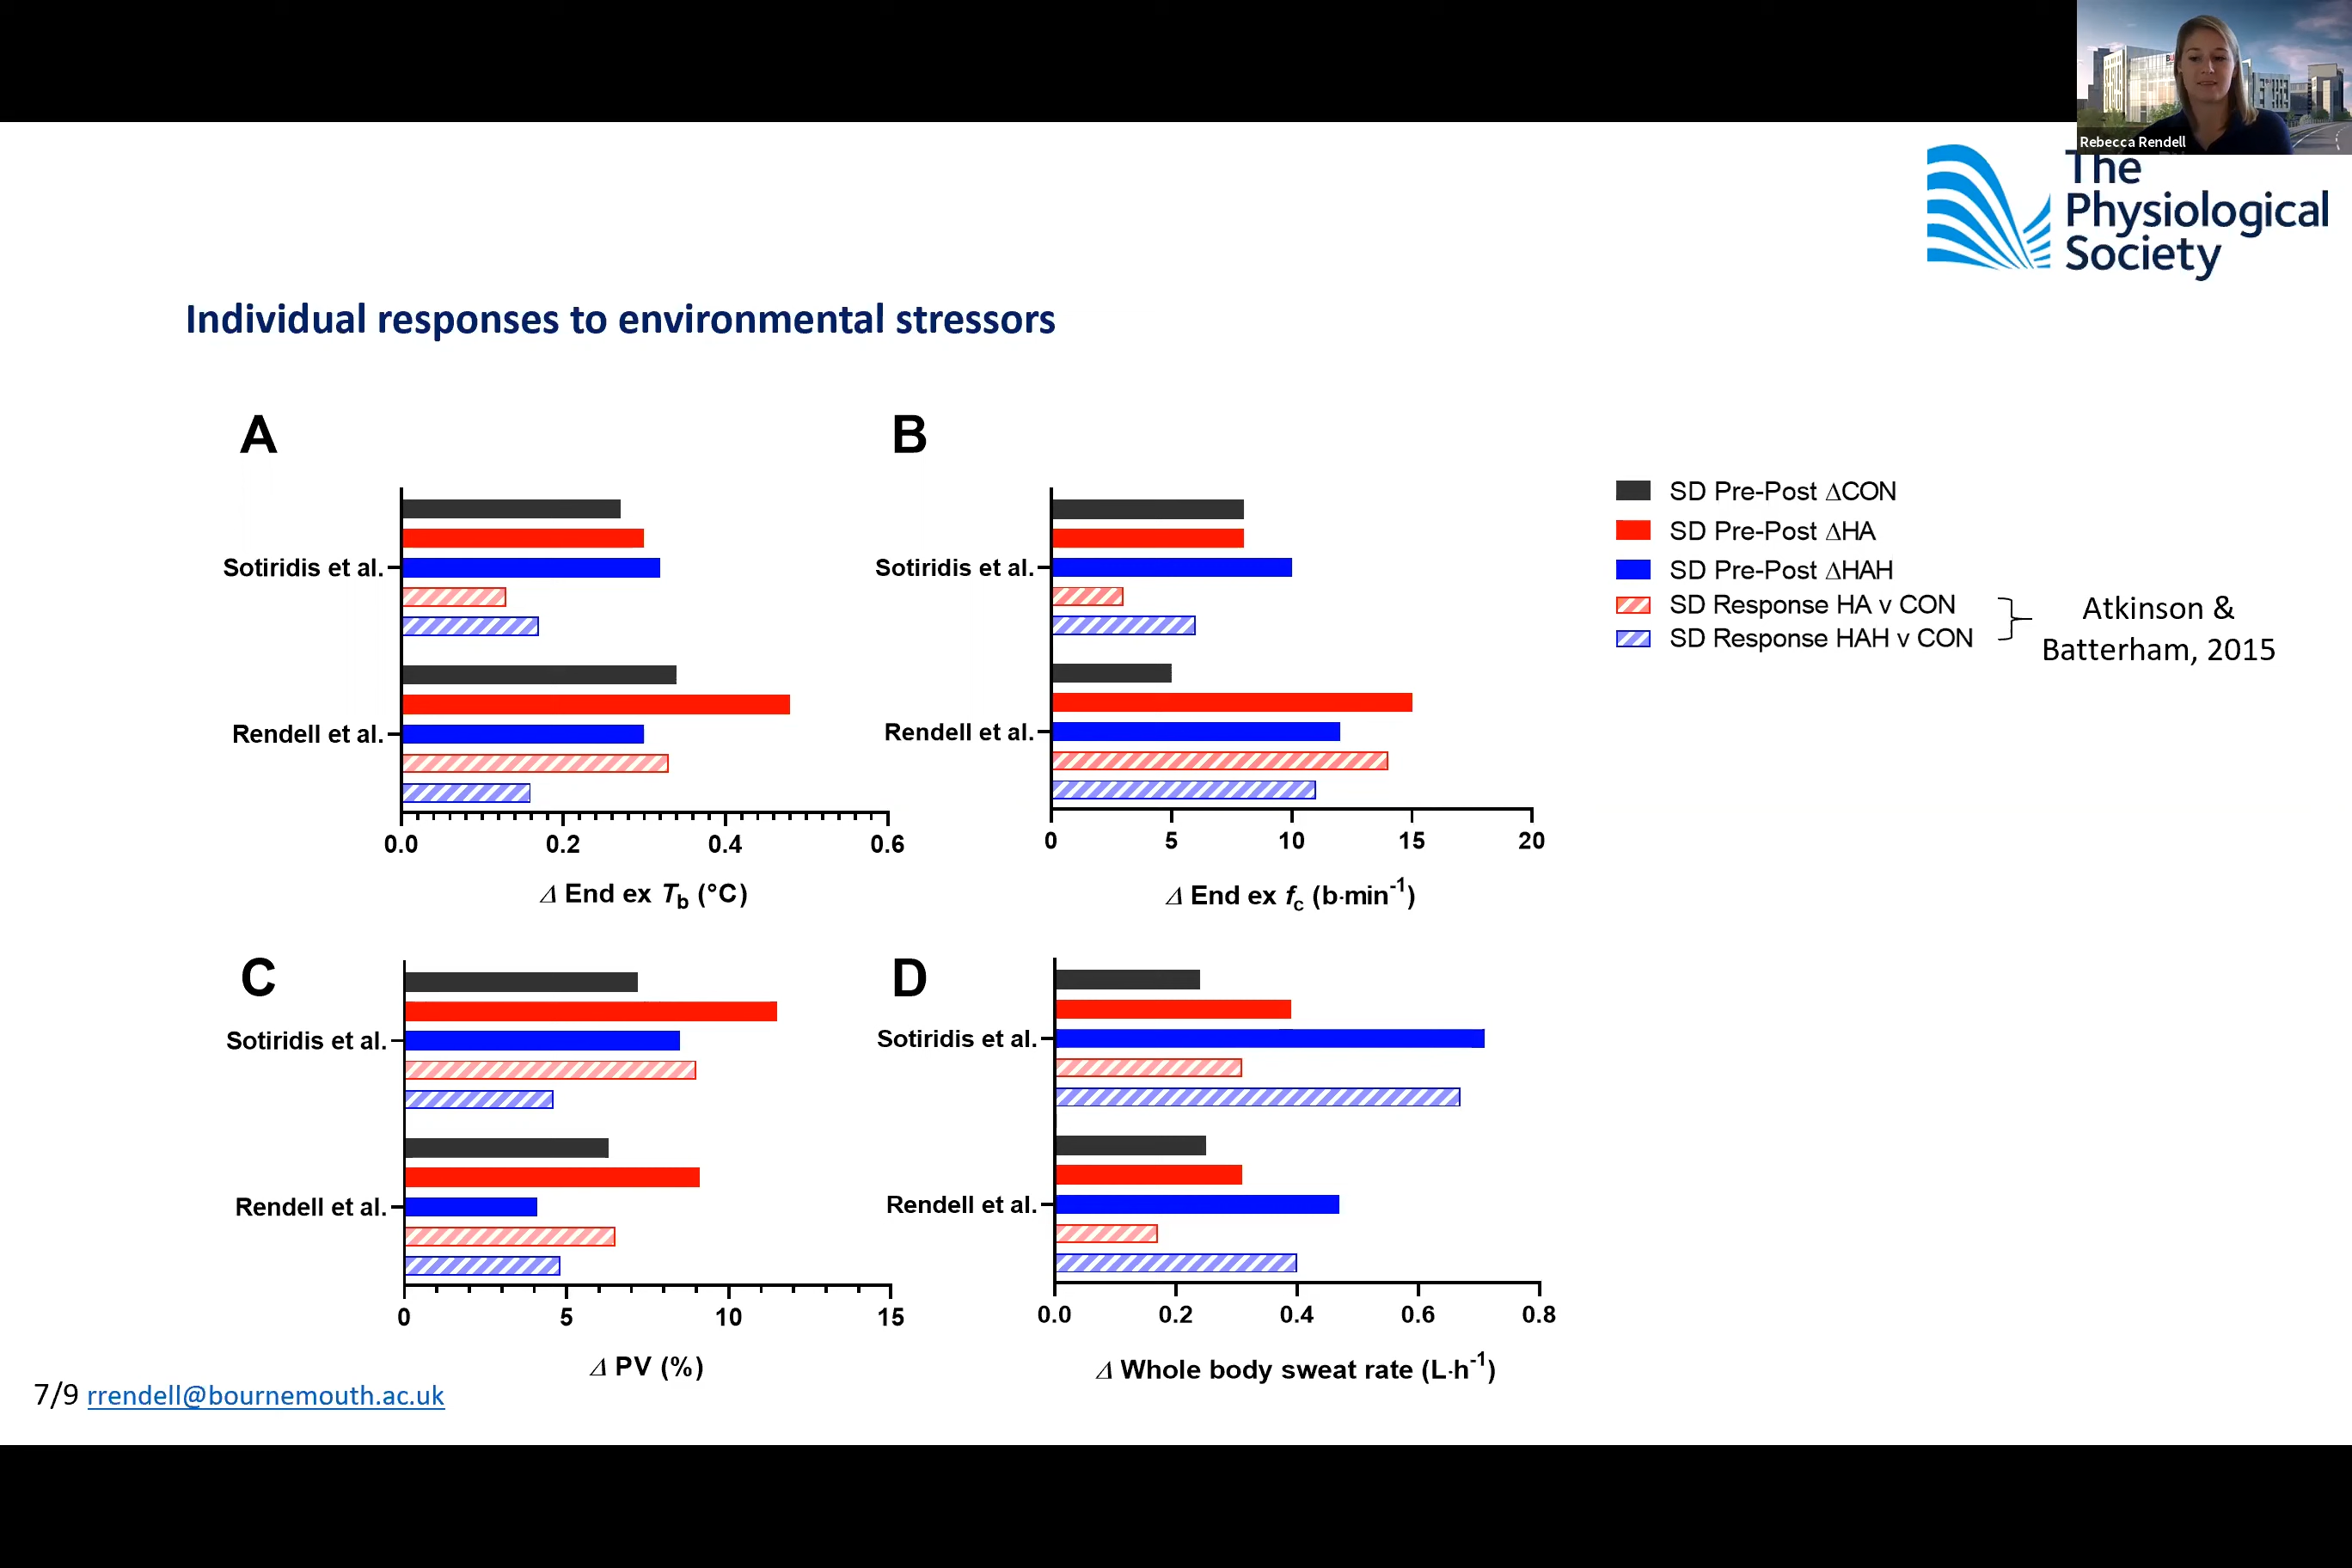 Rebecca Rendell
The
Physiological
Society
Individual responses to environmental stressors
A
Sotiridis et al.
Rendell et al.
0.0 0.2 0.4 0.6
Δ End ex Tb (°C)
B
Sotiridis et al.
Rendell et al.
0 5 10 15 20
Δ End ex fc (b·min-1)
SD Pre-Post ΔCON
SD Pre-Post ΔHA
SD Pre-Post ΔHAH
SD Response HA v CON
SD Response HAH v CON
Atkinson &
Batterham, 2015
C
Sotiridis et al.
Rendell et al.
0 5 10 15
Δ PV (%)
D
Sotiridis et al.
Rendell et al.
0.0 0.2 0.4 0.6 0.8
Δ Whole body sweat rate (L·h-1)
7/9 rrendell@bournemouth.ac.uk